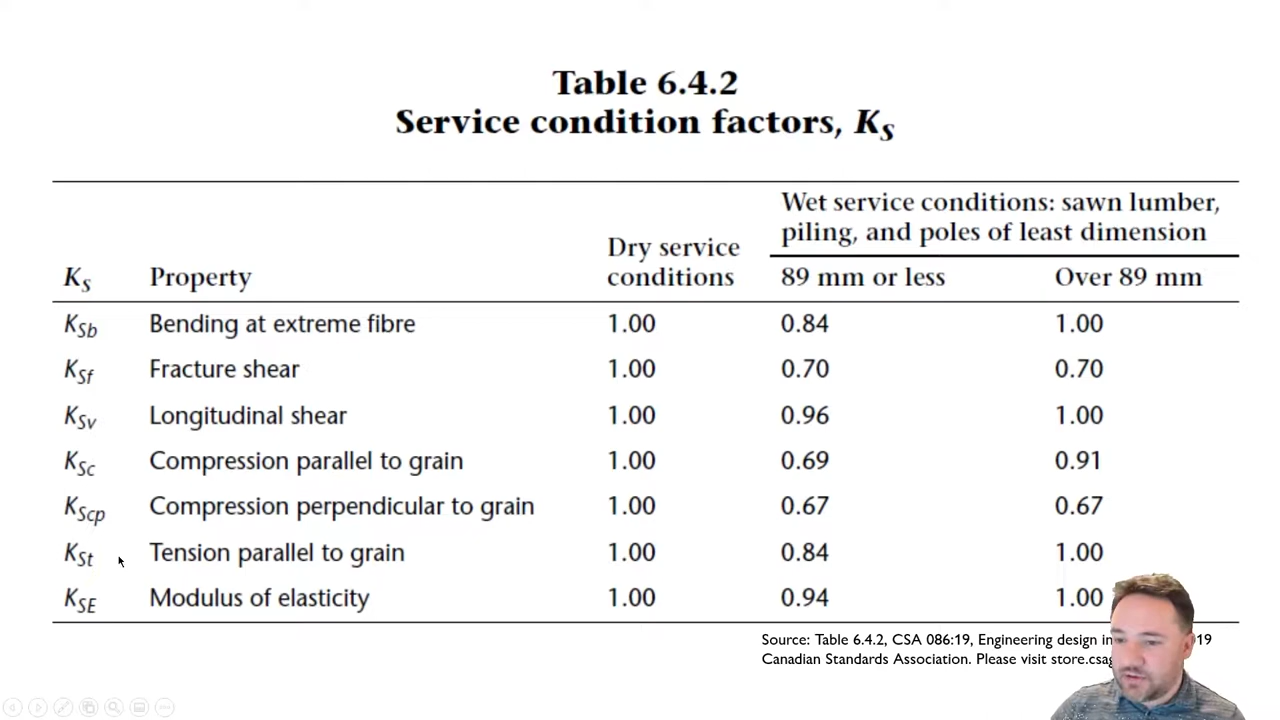 Table 6.4.2
Service condition factors, K_S
Wet service conditions: sawn lumber,
piling, and poles of least dimension
K_S Property Dry service conditions 89 mm or less Over 89 mm
K_Sb Bending at extreme fibre 1.00 0.84 1.00
K_Sf Fracture shear 1.00 0.70 0.70
K_Sv Longitudinal shear 1.00 0.96 1.00
K_Sc Compression parallel to grain 1.00 0.69 0.91
K_Scp Compression perpendicular to grain 1.00 0.67 0.67
K_St Tension parallel to grain 1.00 0.84 1.00
K_SE Modulus of elasticity 1.00 0.94 1.00
Source: Table 6.4.2, CSA 086:19, Engineering design in 19
Canadian Standards Association. Please visit